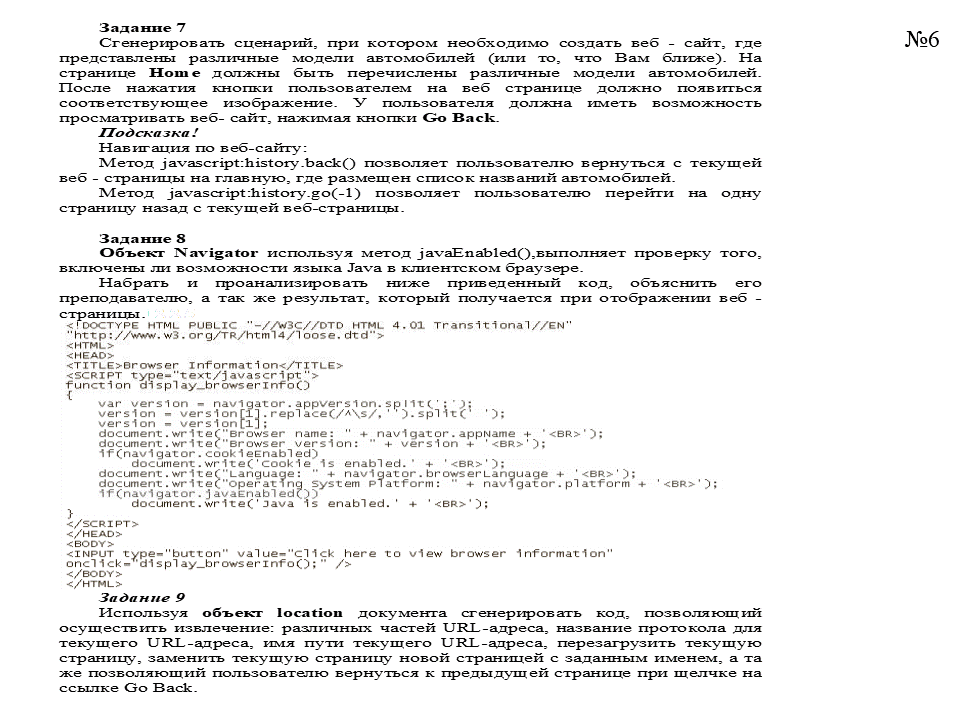 Задание 7
Сгенерировать сценарий, при котором необходимо создать веб - сайт, где
представлены различные модели автомобилей (или то, что Вам ближе). На
странице Home должны быть перечислены различные модели автомобилей.
После нажатия кнопки пользователем на веб странице должно появиться
соответствующее изображение. У пользователя должна иметь возможность
просматривать веб- сайт, нажимая кнопки Go Back.
Подсказка!
Навигация по веб-сайту:
Метод javascript:history.back() позволяет пользователю вернуться с текущей
веб - страницы на главную, где размещен список названий автомобилей.
Метод javascript:history.go(-1) позволяет пользователю перейти на одну
страницу назад с текущей веб-страницы.
Задание 8
Объект Navigator используя метод javaEnabled(),выполняет проверку того,
включены ли возможности языка Java в клиентском браузере.
Набрать и проанализировать ниже приведенный код, объяснить его
преподавателю, а так же результат, который получается при отображении веб -
страницы.
<!DOCTYPE HTML PUBLIC "-//W3C//DTD HTML 4.01 Transitional//EN"
"http://www.w3.org/TR/html4/loose.dtd">
<HTML>
<HEAD>
<TITLE>Browser Information</TITLE>
<SCRIPT type="text/javascript">
function display_browserInfo()
{
var version = navigator.appVersion.split(';');
version = version[1].replace(/^\s/,'').split(' ');
version = version[1];
document.write("Browser name: " + navigator.appName + '<BR>');
document.write("Browser version: " + version + '<BR>');
if(navigator.cookieEnabled)
document.write('Cookie is enabled.' + '<BR>');
document.write("Language: " + navigator.browserLanguage + '<BR>');
document.write("Operating System Platform: " + navigator.platform + '<BR>');
if(navigator.javaEnabled())
document.write('Java is enabled.' + '<BR>');
}
</SCRIPT>
</HEAD>
<BODY>
<INPUT type="button" value="Click here to view browser information"
onclick="display_browserInfo();" />
</BODY>
</HTML>
Задание 9
Используя объект location документа сгенерировать код, позволяющий
осуществить извлечение: различных частей URL-адреса, название протокола для
текущего URL-адреса, имя пути текущего URL-адреса, перезагрузить текущую
страницу, заменить текущую страницу новой страницей с заданным именем, а та
же позволяющий пользователю вернуться к предыдущей странице при щелчке на
ссылке Go Back.
№6